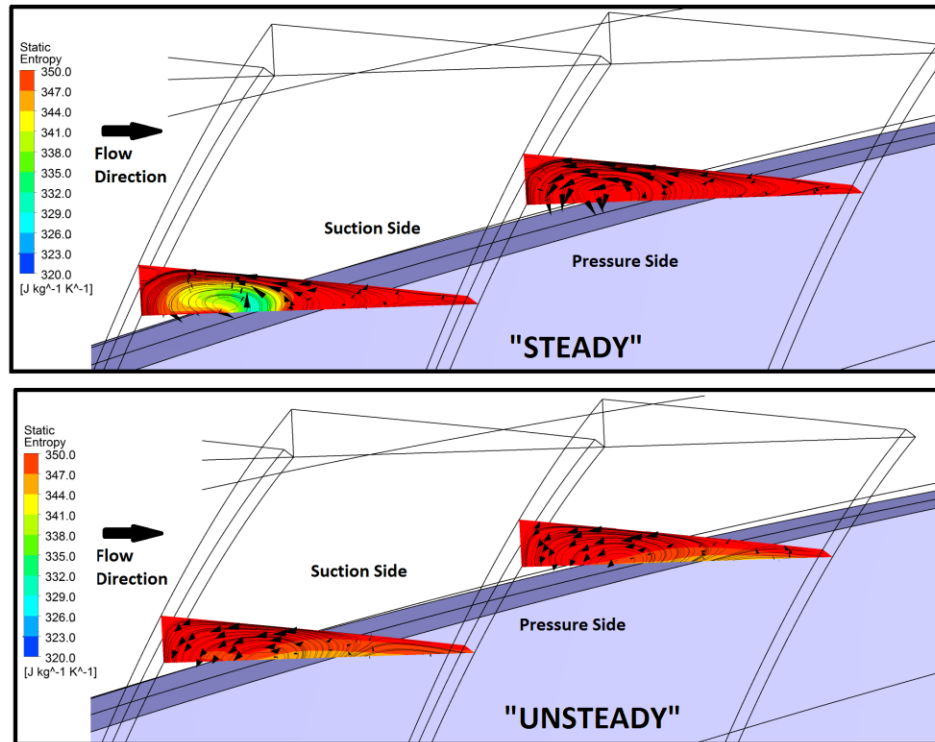 Static
Entropy
350.0
347.0
344.0
341.0
338.0
335.0
332.0
329.0
326.0
323.0
320.0
[J kg^-1 K^-1]
Flow
Direction
Suction Side
Pressure Side
"STEADY"
Static
Entropy
350.0
347.0
344.0
341.0
338.0
335.0
332.0
329.0
326.0
323.0
320.0
[J kg^-1 K^-1]
Flow
Direction
Suction Side
Pressure Side
"UNSTEADY"